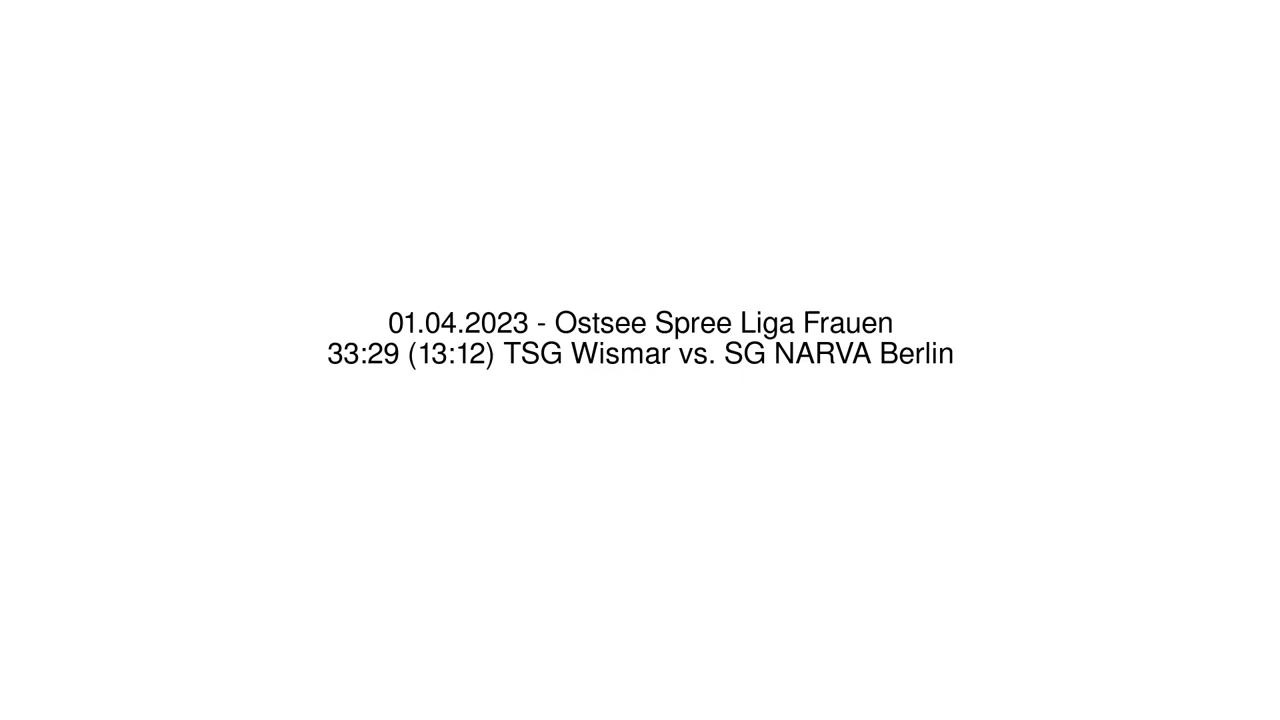 01.04.2023 - Ostsee Spree Liga Frauen
33:29 (13:12) TSG Wismar vs. SG NARVA Berlin